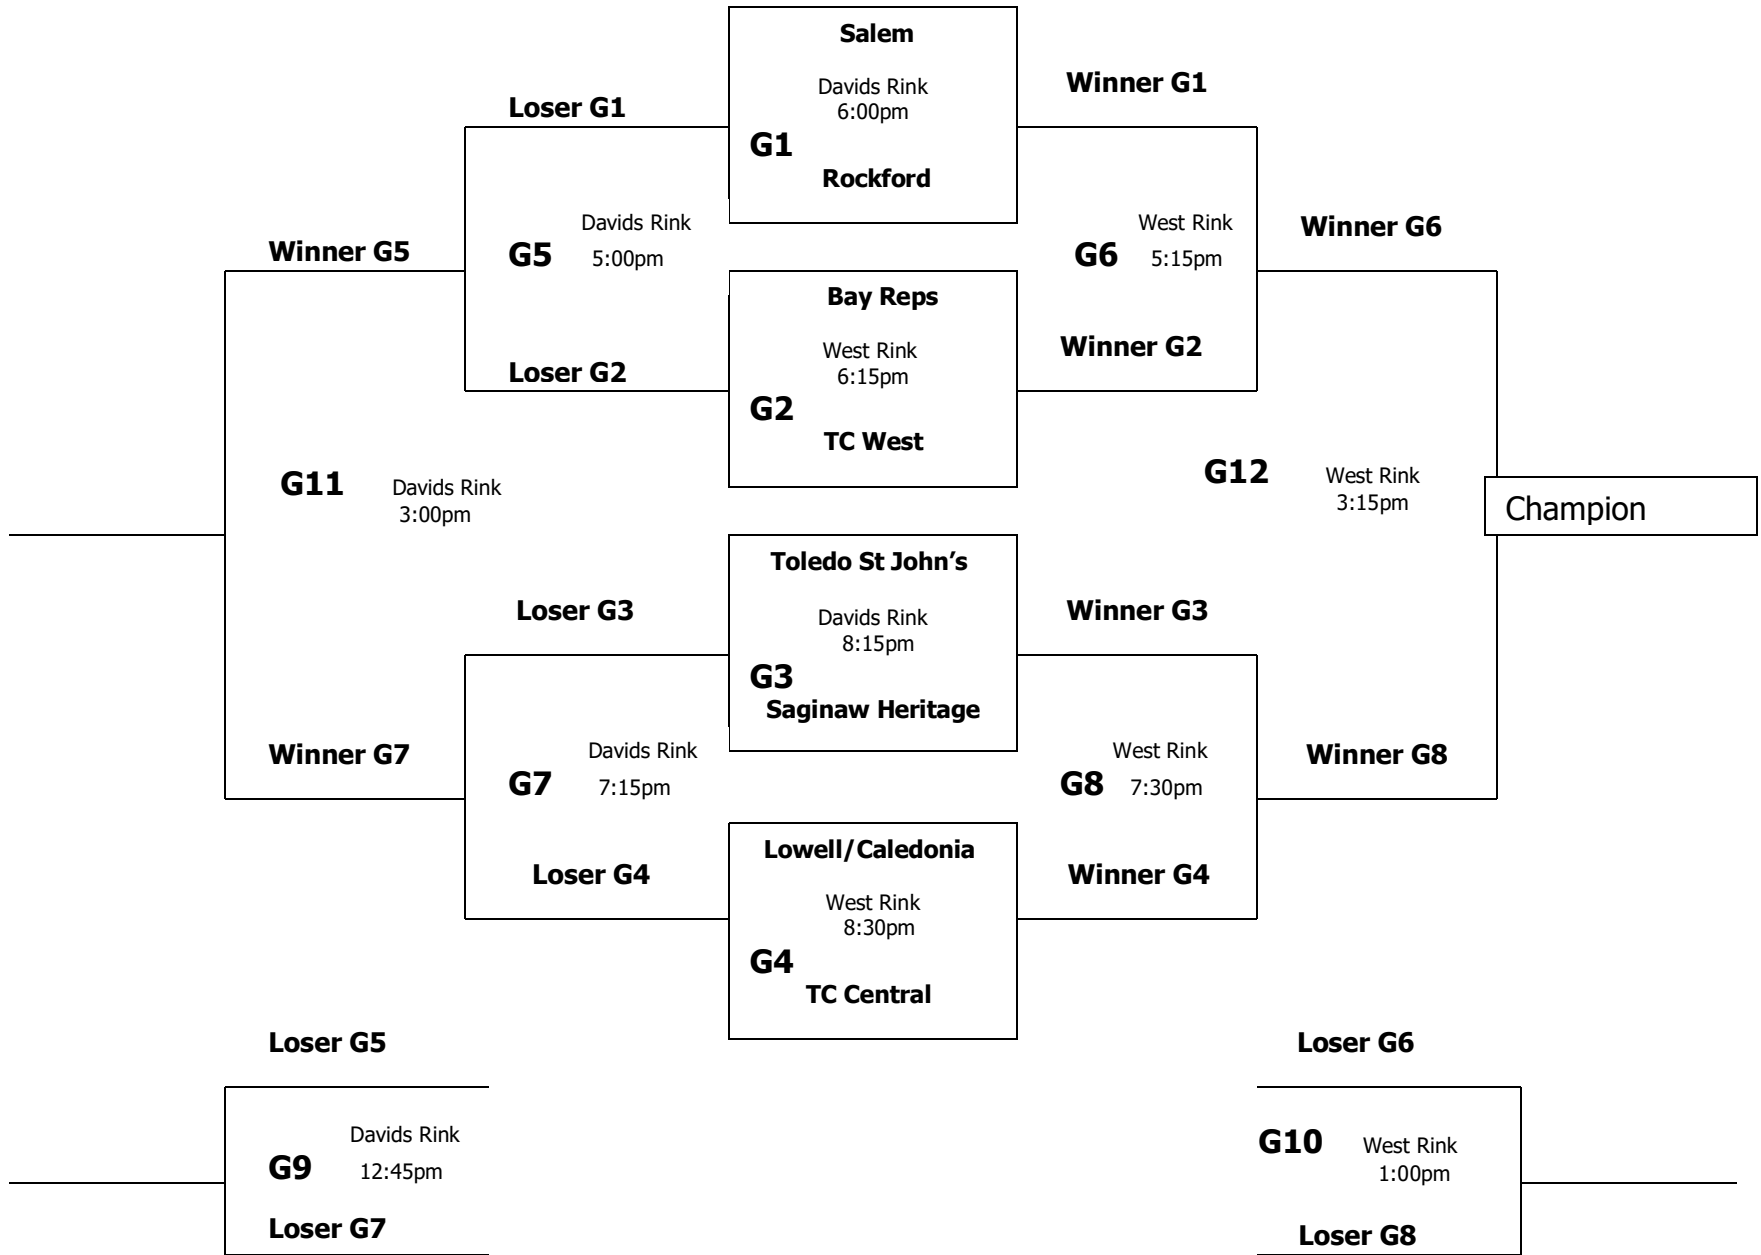 Salem
Davids Rink
6:00pm
G1
Rockford
Loser G1
Winner G1
Davids Rink
G5 5:00pm
West Rink
G6 5:15pm
Winner G5
Winner G6
Bay Reps
West Rink
6:15pm
G2
TC West
Loser G2
Winner G2
G11 Davids Rink
3:00pm
G12 West Rink
3:15pm
Champion
Toledo St John’s
Davids Rink
8:15pm
G3
Saginaw Heritage
Loser G3
Winner G3
Davids Rink
G7 7:15pm
West Rink
G8 7:30pm
Winner G7
Winner G8
Lowell/Caledonia
West Rink
8:30pm
G4
TC Central
Loser G4
Winner G4
Loser G5
Davids Rink
G9 12:45pm
Loser G7
Loser G6
G10 West Rink
1:00pm
Loser G8